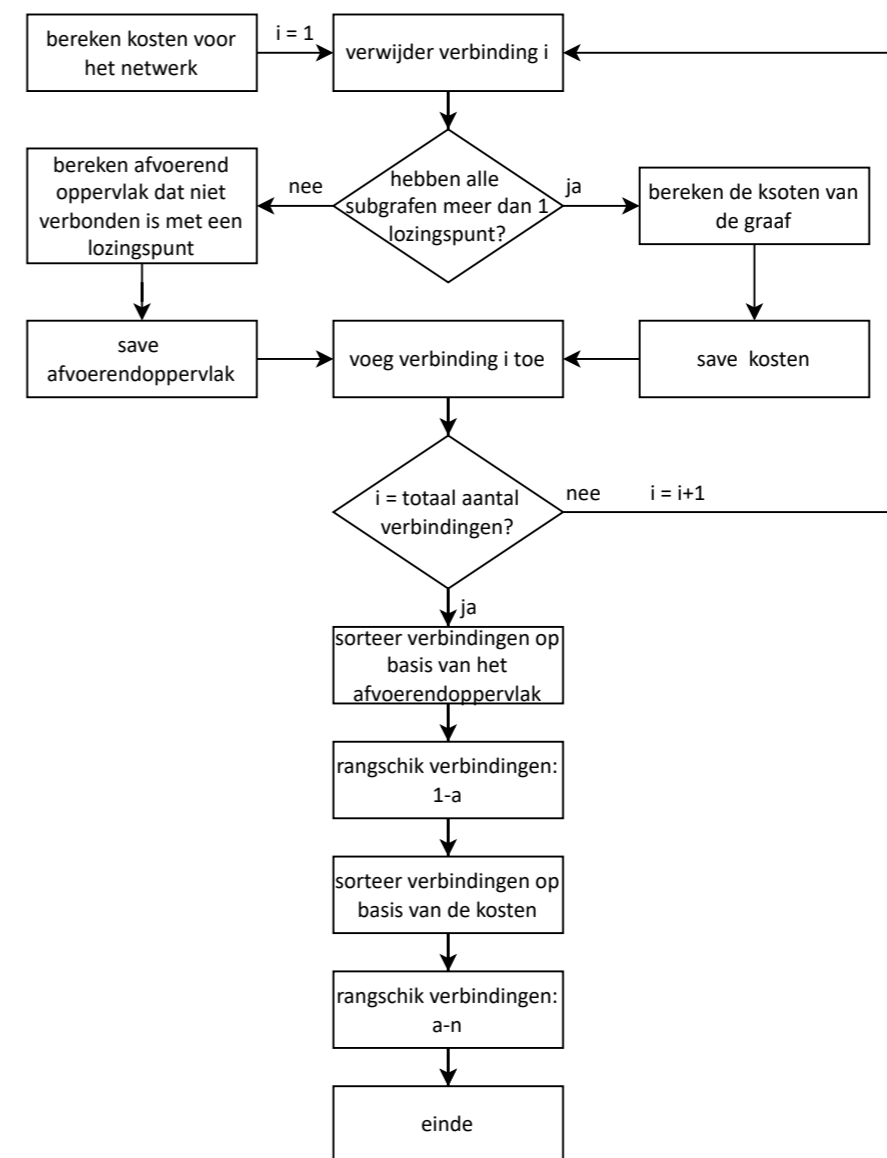 bereken kosten voor
het netwerk
i = 1
verwijder verbinding i
bereken afvoerend
oppervlak dat niet
verbonden is met een
lozingspunt
nee
hebben alle
subgrafen meer dan 1
lozingspunt?
ja
bereken de ksoten van
de graaf
save
afvoerendoppervlak
voeg verbinding i toe
save kosten
i = totaal aantal
verbindingen?
nee
i = i+1
ja
sorteer verbindingen op
basis van het
afvoerendoppervlak
rangschik verbindingen:
1-a
sorteer verbindingen op
basis van de kosten
rangschik verbindingen:
a-n
einde